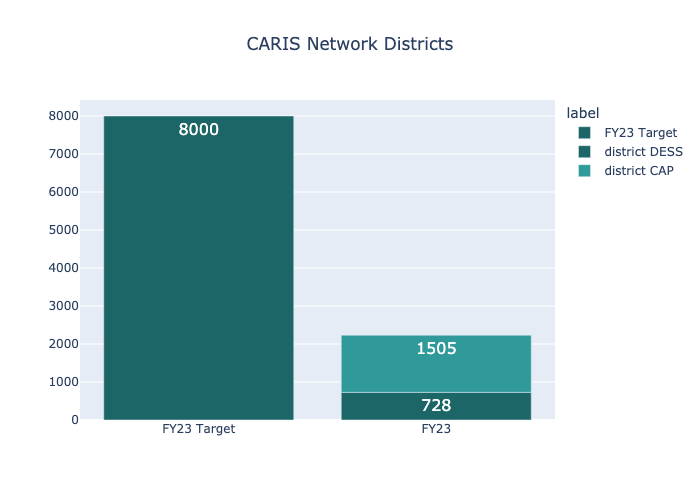 CARIS Network Districts
label
FY23 Target
district DESS
district CAP
8000
7000
6000
5000
4000
3000
2000
1000
0
8000
1505
728
FY23 Target
FY23